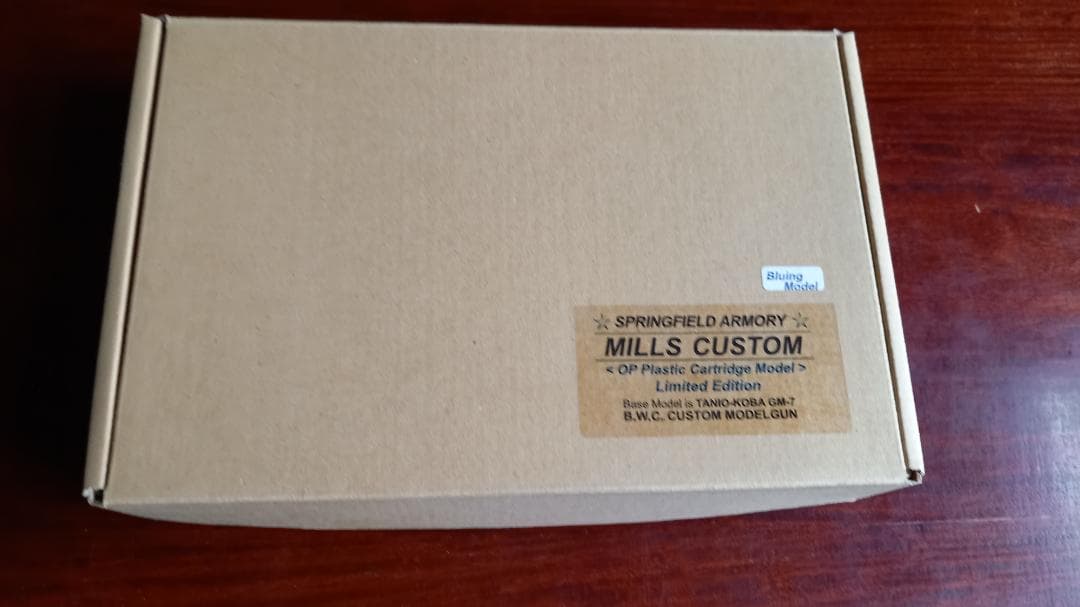 Bluing
Model
☆ SPRINGFIELD ARMORY ☆
MILLS CUSTOM
< OP Plastic Cartridge Model >
Limited Edition
Base Model is TANIO-KOBA GM-7
B.W.C. CUSTOM MODELGUN